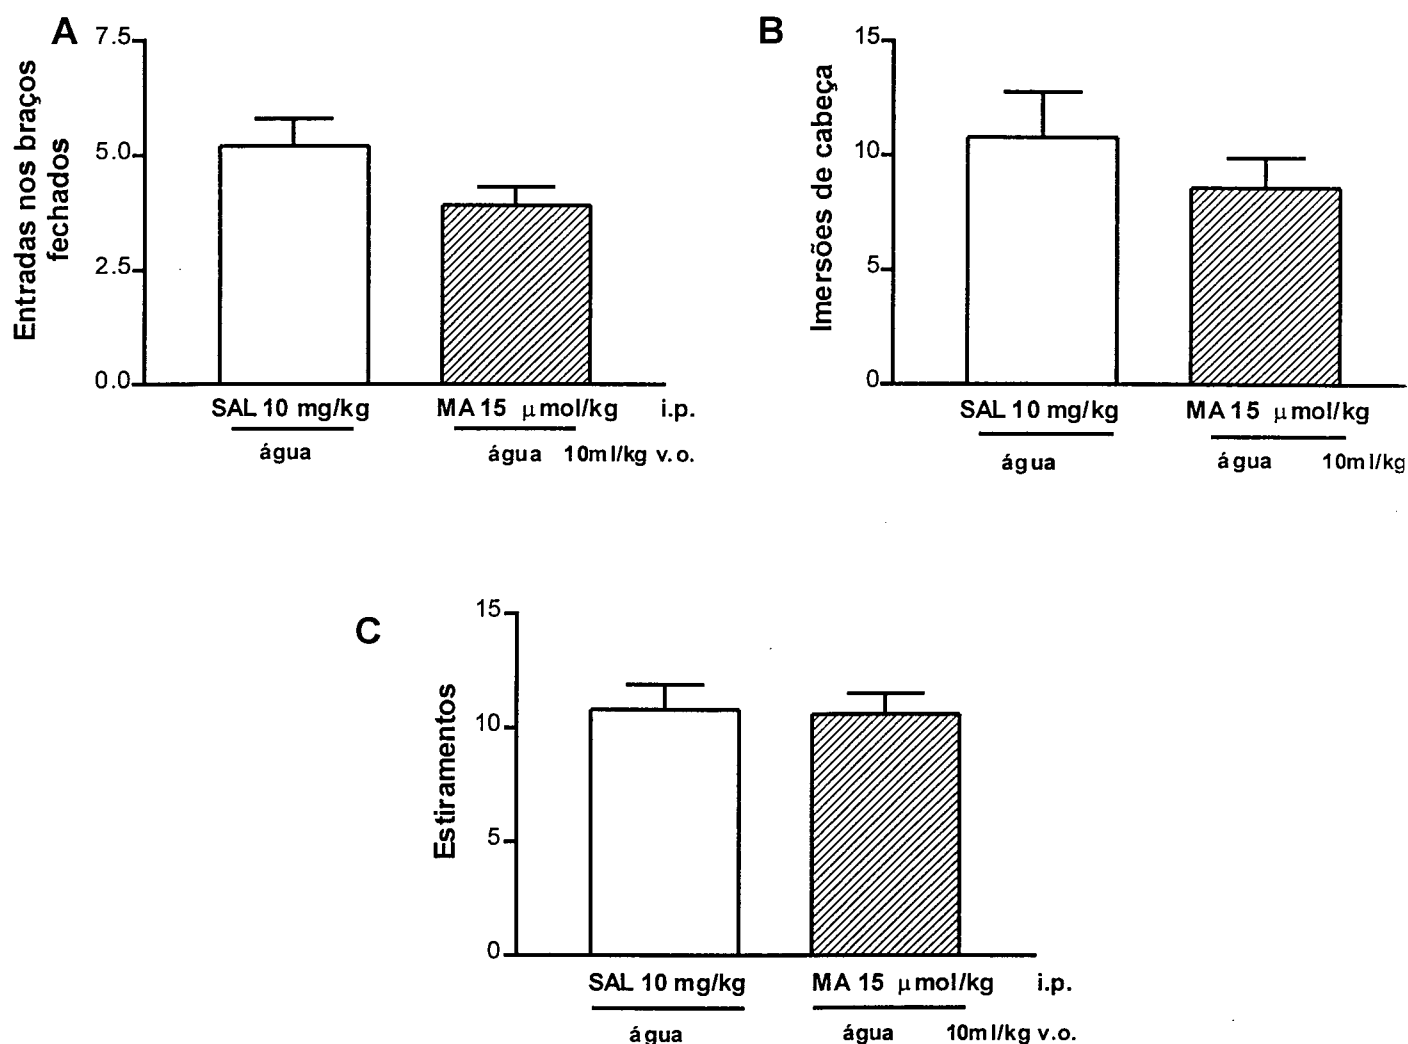 A
7.5
5.0
2.5
0.0
Entradas nos braços
fechados
SAL 10 mg/kg MA 15 μmol/kg i.p.
água água 10ml/kg v.o.
B
15
10
5
0
Imersões de cabeça
SAL 10 mg/kg MA 15 μmol/kg
água água 10ml/kg
C
15
10
5
0
Estiramentos
SAL 10 mg/kg MA 15 μmol/kg i.p.
água água 10ml/kg v.o.